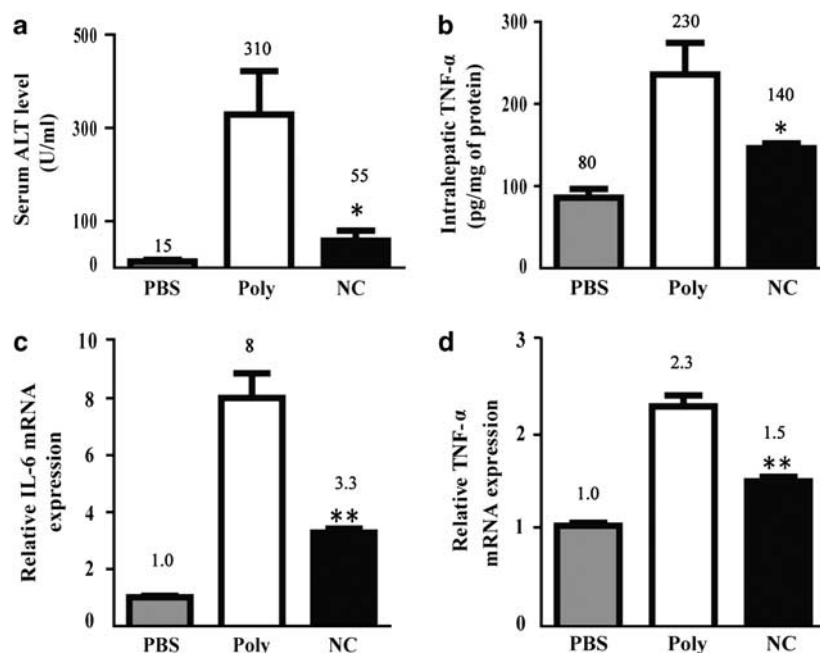 a
Serum ALT level
(U/ml)
500
300
100
0
15
310
55
*
PBS Poly NC
b
Intrahepatic TNF-α
(pg/mg of protein)
300
200
100
0
80
230
140
*
PBS Poly NC
c
Relative IL-6 mRNA
expression
10
8
6
4
2
0
1.0
8
3.3
**
PBS Poly NC
d
Relative TNF-α
mRNA expression
3
2
1
0
1.0
2.3
1.5
**
PBS Poly NC